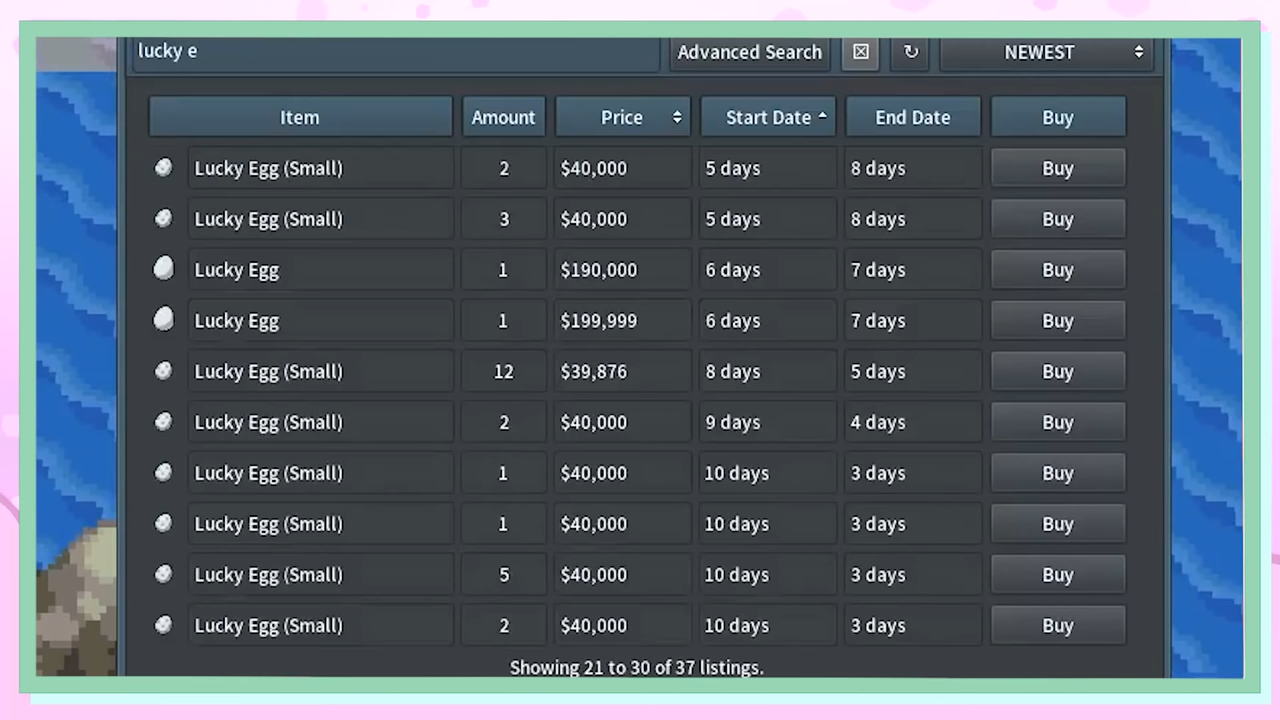 lucky e Advanced Search ↻ NEWEST
Item Amount Price Start Date End Date Buy
Lucky Egg (Small) 2 $40,000 5 days 8 days Buy
Lucky Egg (Small) 3 $40,000 5 days 8 days Buy
Lucky Egg 1 $190,000 6 days 7 days Buy
Lucky Egg 1 $199,999 6 days 7 days Buy
Lucky Egg (Small) 12 $39,876 8 days 5 days Buy
Lucky Egg (Small) 2 $40,000 9 days 4 days Buy
Lucky Egg (Small) 1 $40,000 10 days 3 days Buy
Lucky Egg (Small) 1 $40,000 10 days 3 days Buy
Lucky Egg (Small) 5 $40,000 10 days 3 days Buy
Lucky Egg (Small) 2 $40,000 10 days 3 days Buy
Showing 21 to 30 of 37 listings.